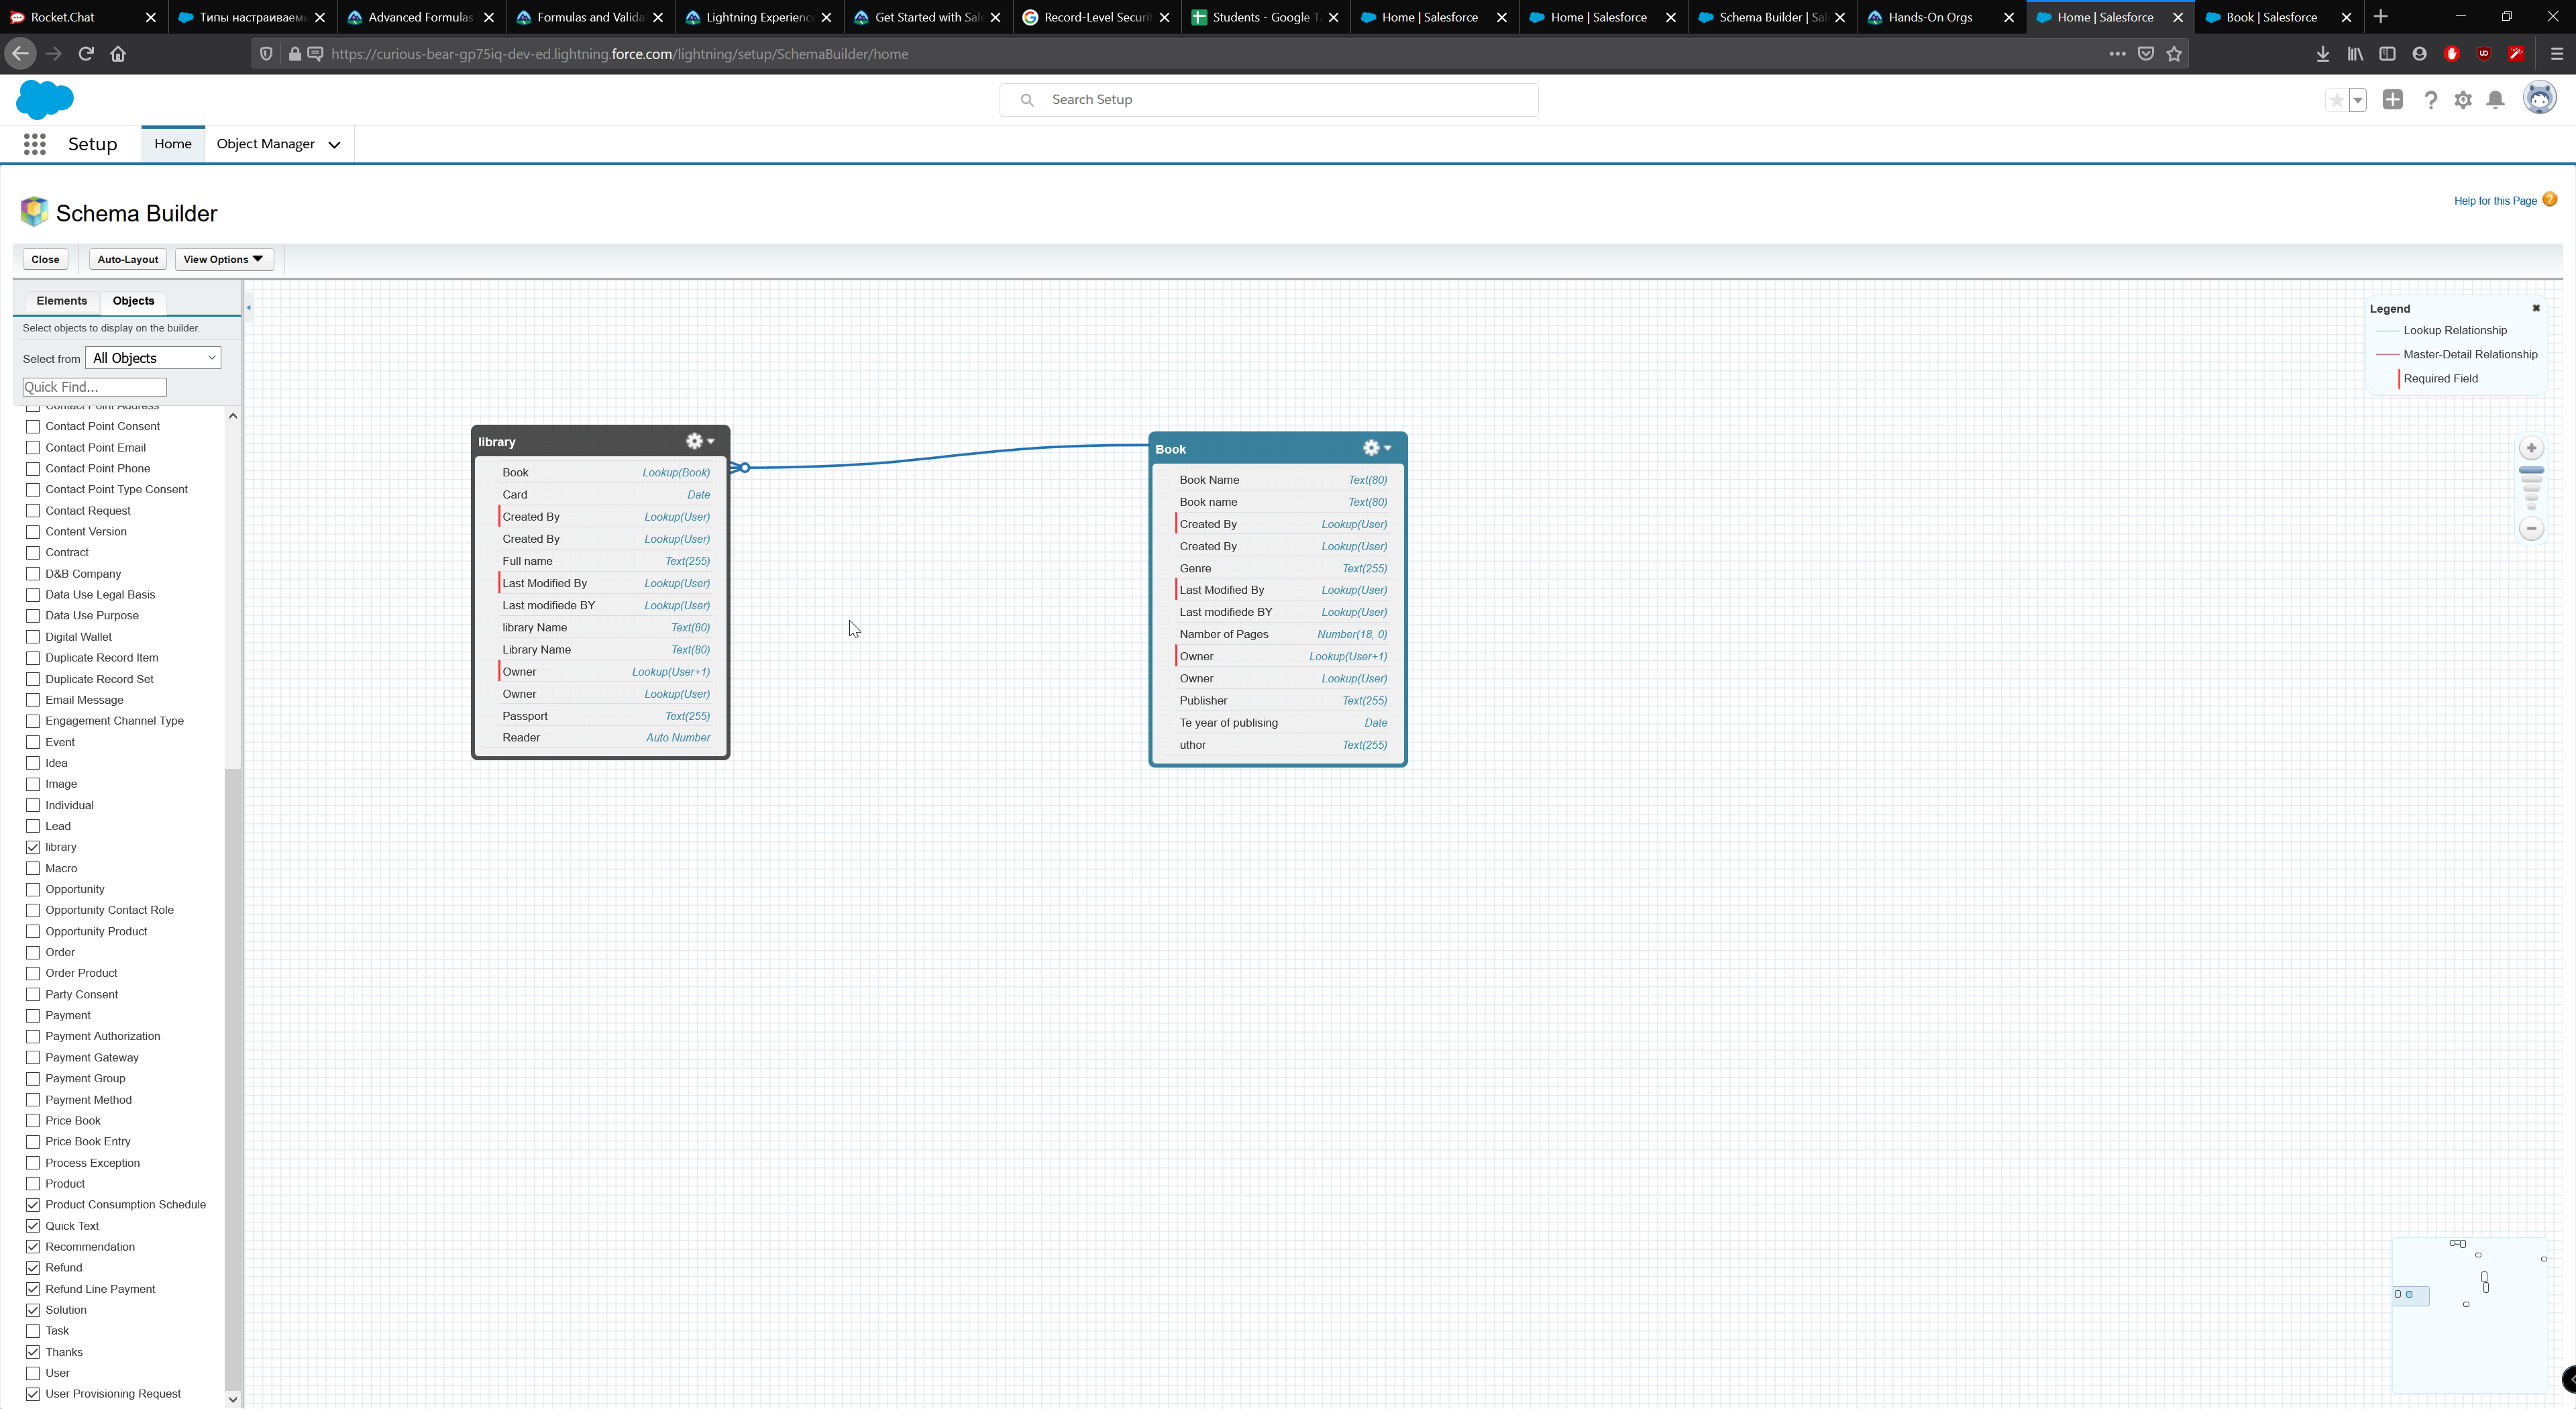 Rocket.Chat
Типы настраиваем
Advanced Formulas
Formulas and Valida
Lightning Experienc
Get Started with Sal
Record-Level Securi
Students - Google T
Home | Salesforce
Home | Salesforce
Schema Builder | Sal
Hands-On Orgs
Home | Salesforce
Book | Salesforce
https://curious-bear-gp75iq-dev-ed.lightning.force.com/lightning/setup/SchemaBuilder/home
Search Setup
Setup
Home
Object Manager
Schema Builder
Help for this Page
Close
Auto-Layout
View Options
Elements
Objects
Select objects to display on the builder.
Select from
All Objects
Quick Find...
Contact Point Address
Contact Point Consent
Contact Point Email
Contact Point Phone
Contact Point Type Consent
Contact Request
Content Version
Contract
D&B Company
Data Use Legal Basis
Data Use Purpose
Digital Wallet
Duplicate Record Item
Duplicate Record Set
Email Message
Engagement Channel Type
Event
Idea
Image
Individual
Lead
library
Macro
Opportunity
Opportunity Contact Role
Opportunity Product
Order
Order Product
Party Consent
Payment
Payment Authorization
Payment Gateway
Payment Group
Payment Method
Price Book
Price Book Entry
Process Exception
Product
Product Consumption Schedule
Quick Text
Recommendation
Refund
Refund Line Payment
Solution
Task
Thanks
User
User Provisioning Request
library
Book Lookup(Book)
Card Date
Created By Lookup(User)
Created By Lookup(User)
Full name Text(255)
Last Modified By Lookup(User)
Last modifiede BY Lookup(User)
library Name Text(80)
Library Name Text(80)
Owner Lookup(User+1)
Owner Lookup(User)
Passport Text(255)
Reader Auto Number
Book
Book Name Text(80)
Book name Text(80)
Created By Lookup(User)
Created By Lookup(User)
Genre Text(255)
Last Modified By Lookup(User)
Last modifiede BY Lookup(User)
Namber of Pages Number(18, 0)
Owner Lookup(User+1)
Owner Lookup(User)
Publisher Text(255)
Te year of publising Date
uthor Text(255)
Legend
Lookup Relationship
Master-Detail Relationship
Required Field